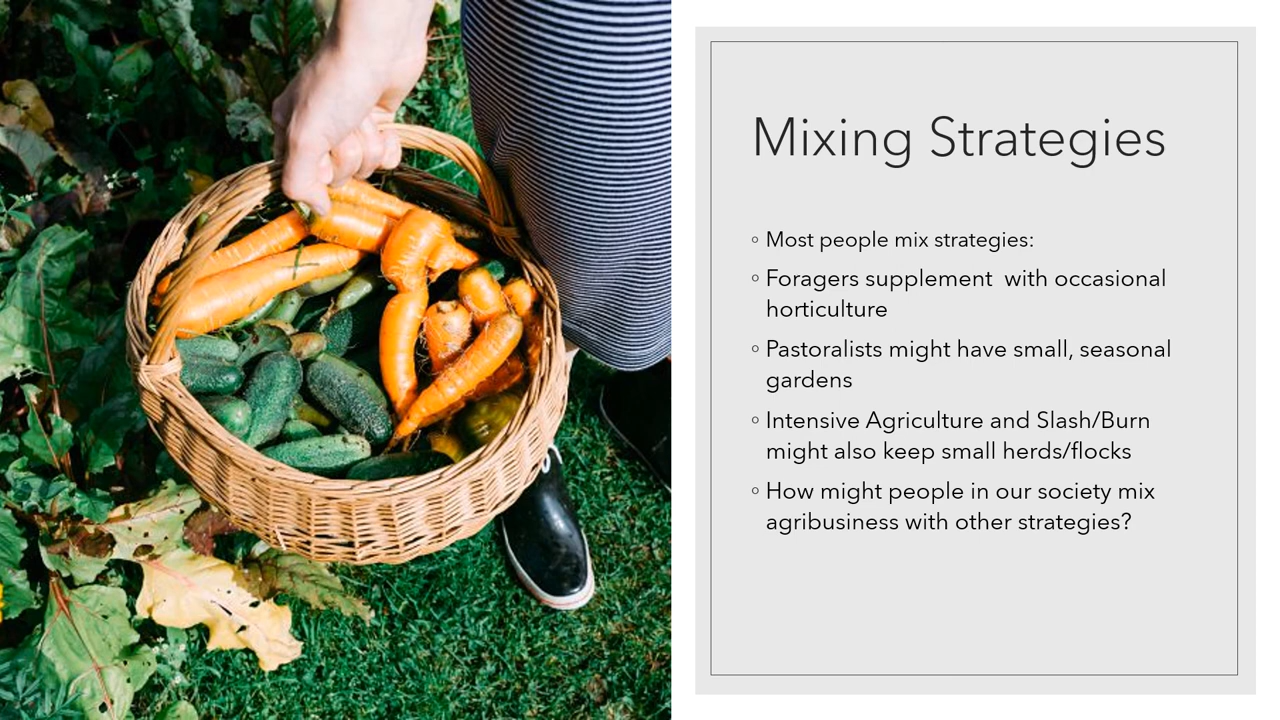 Mixing Strategies
◦ Most people mix strategies:
◦ Foragers supplement  with occasional
horticulture
◦ Pastoralists might have small, seasonal
gardens
◦ Intensive Agriculture and Slash/Burn
might also keep small herds/flocks
◦ How might people in our society mix
agribusiness with other strategies?